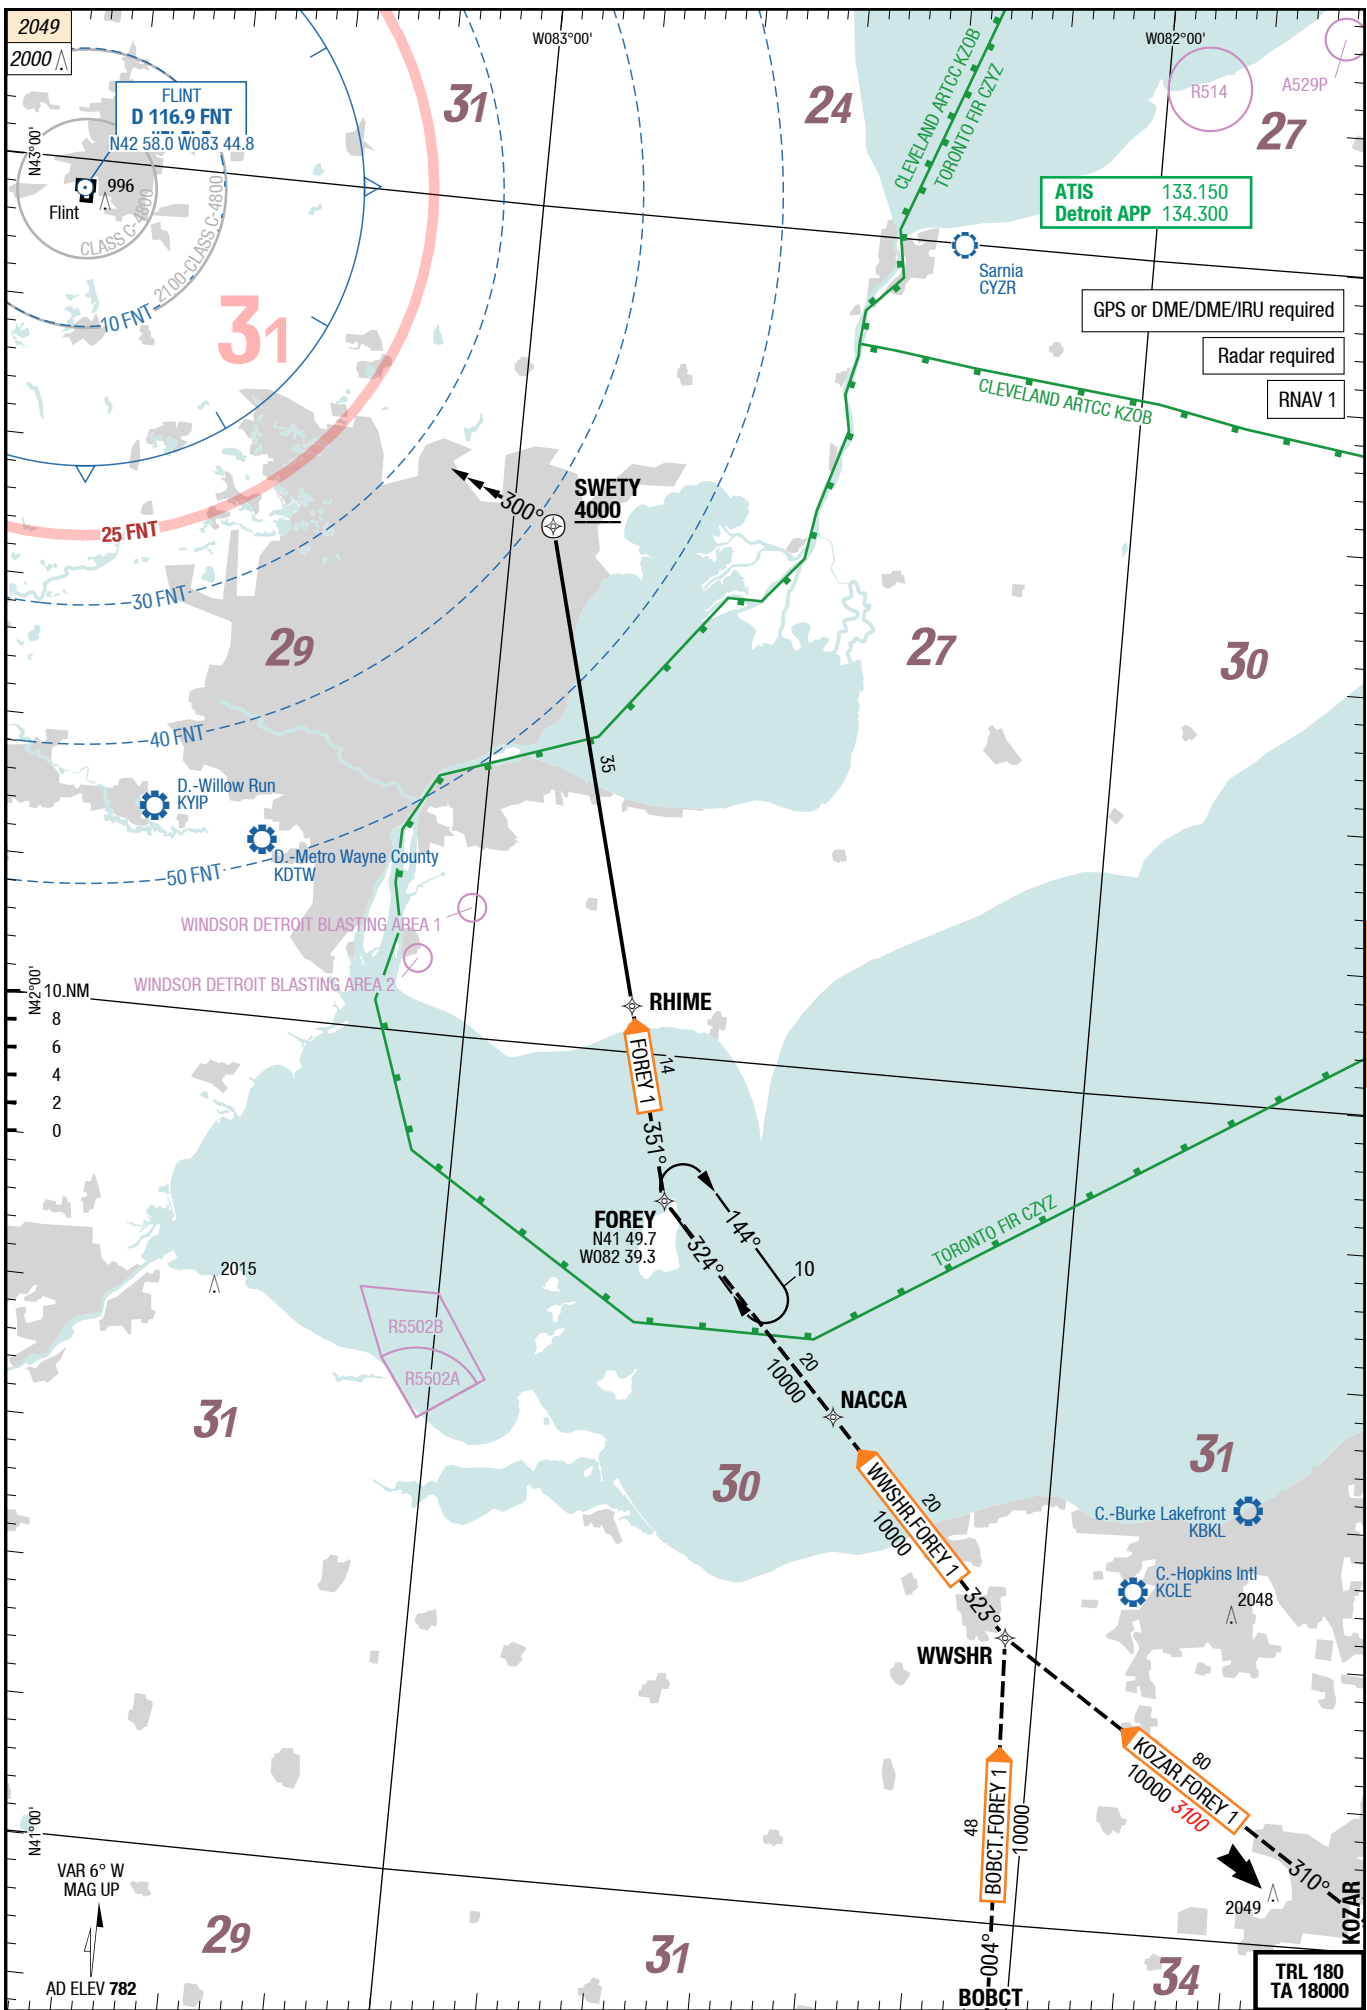 2049
2000
W083°00'
W082°00'
FLINT
D 116.9 FNT
N42 58.0 W083 44.8
N43°00'
31
24
CLEVELAND ARTCC KZOB
TORONTO FIR CZYZ
R514
A529P
27
996
Flint
CLASS C-4800
2100-CLASS C-4800
10 FNT
31
ATIS 133.150
Detroit APP 134.300
Sarnia
CYZR
GPS or DME/DME/IRU required
Radar required
RNAV 1
CLEVELAND ARTCC KZOB
25 FNT
300°
SWETY
4000
30 FNT
29
27
30
40 FNT
35
D.-Willow Run
KYIP
D.-Metro Wayne County
KDTW
50 FNT
WINDSOR DETROIT BLASTING AREA 1
WINDSOR DETROIT BLASTING AREA 2
N42°00'
10 NM
8
6
4
2
0
RHIME
FOREY 1
14
351°
FOREY
N41 49.7
W082 39.3
144°
324°
10
TORONTO FIR CZYZ
2015
R5502B
R5502A
20
10000
NACCA
31
30
31
WWSHR.FOREY 1
20
10000
323°
C.-Burke Lakefront
KBKL
C.-Hopkins Intl
KCLE
2048
WWSHR
KOZAR.FOREY 1
80
10000 3100
310°
KOZAR
2049
48
BOBCT.FOREY 1
10000
004°
BOBCT
N41°00'
VAR 6° W
MAG UP
AD ELEV 782
29
31
34
TRL 180
TA 18000